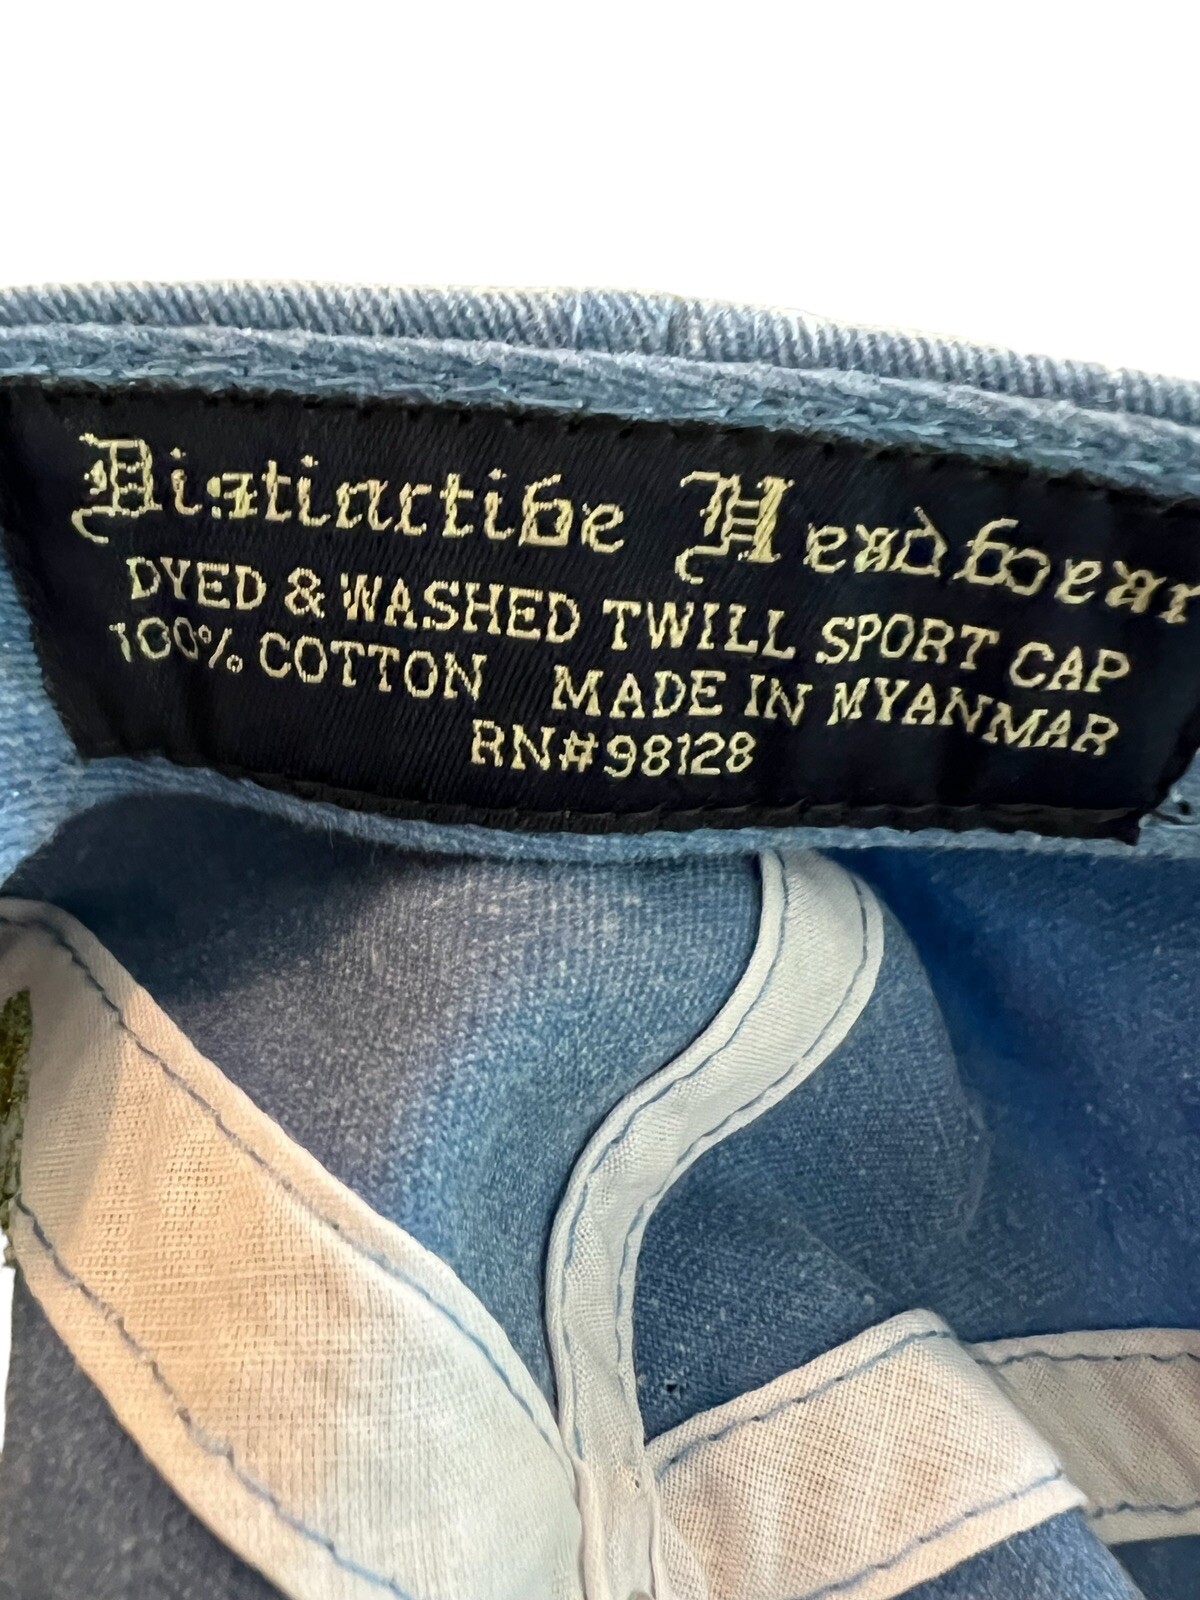 Distinctive Headwear
DYED & WASHED TWILL SPORT CAP
100% COTTON MADE IN MYANMAR
RN#98128